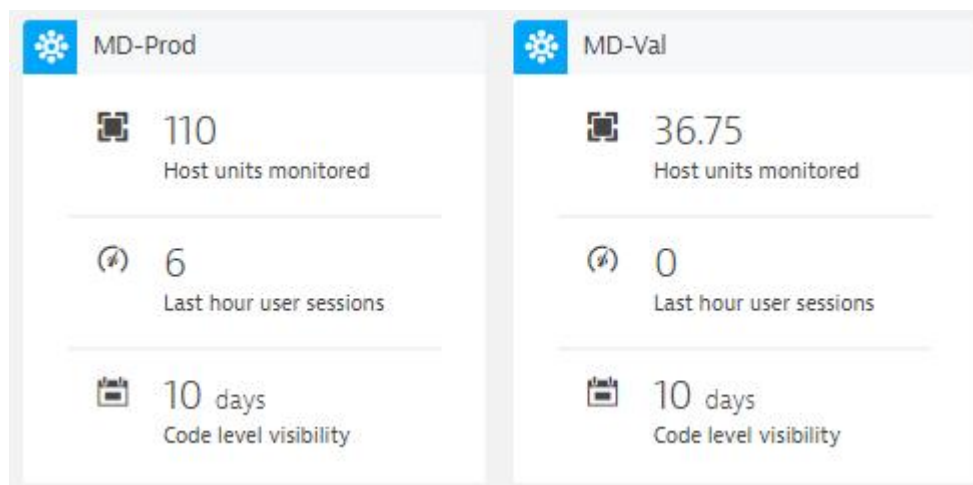 MD-Prod
110
Host units monitored
6
Last hour user sessions
10 days
Code level visibility
MD-Val
36.75
Host units monitored
0
Last hour user sessions
10 days
Code level visibility